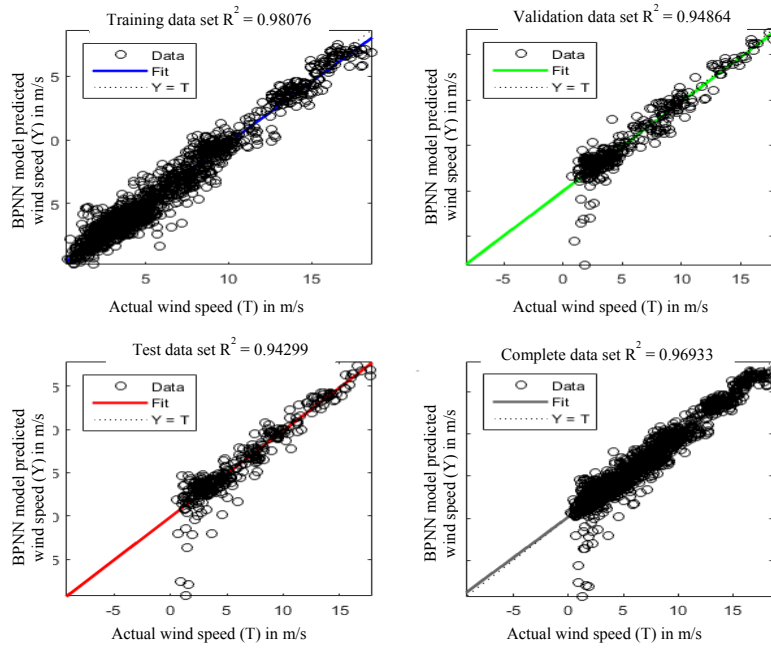 Training data set R² = 0.98076
Data
Fit
Y = T
BPNN model predicted
wind speed (Y) in m/s
5
0
5
5
10
15
Actual wind speed (T) in m/s
Validation data set R² = 0.94864
Data
Fit
Y = T
BPNN model predicted
wind speed (Y) in m/s
-5
0
5
10
15
Actual wind speed (T) in m/s
Test data set R² = 0.94299
Data
Fit
Y = T
BPNN model predicted
wind speed (Y) in m/s
5
0
5
0
5
-5
0
5
10
15
Actual wind speed (T) in m/s
Complete data set R² = 0.96933
Data
Fit
Y = T
BPNN model predicted
wind speed (Y) in m/s
-5
0
5
10
15
Actual wind speed (T) in m/s